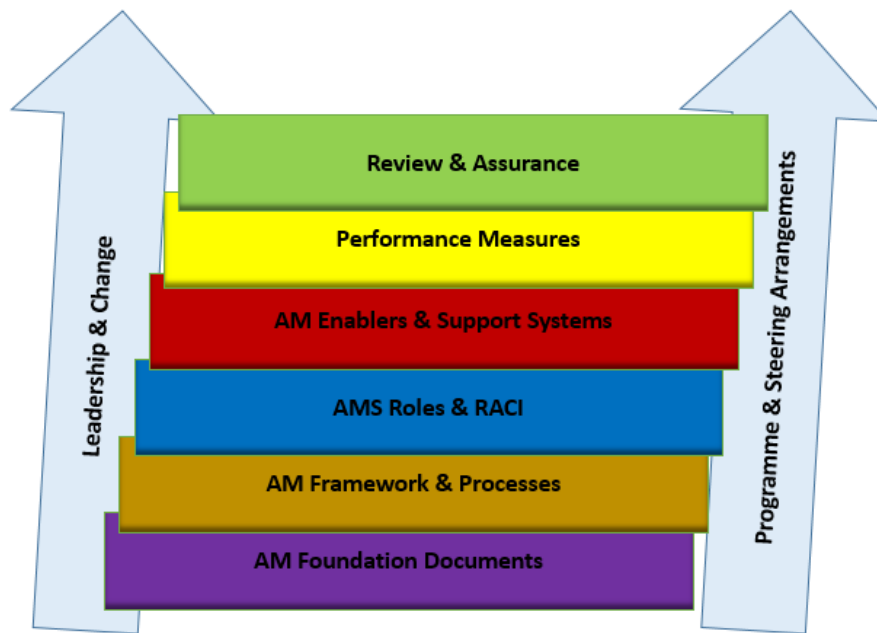 Leadership & Change
Review & Assurance
Performance Measures
AM Enablers & Support Systems
AMS Roles & RACI
AM Framework & Processes
AM Foundation Documents
Programme & Steering Arrangements